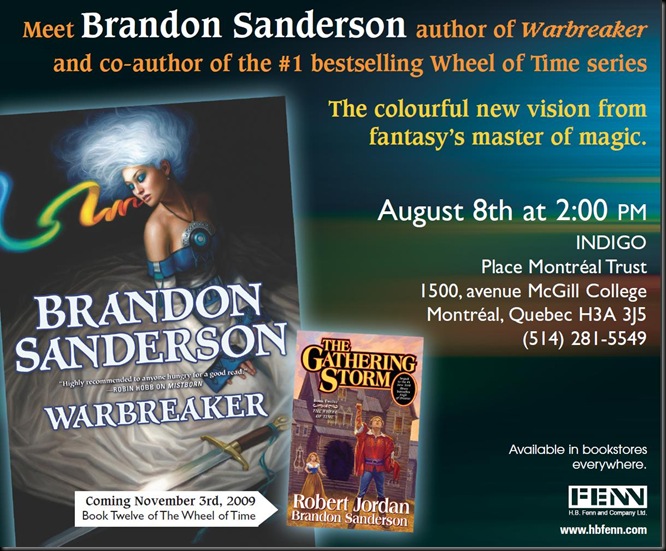 Meet Brandon Sanderson author of Warbreaker
and co-author of the #1 bestselling Wheel of Time series
The colourful new vision from
fantasy's master of magic.
August 8th at 2:00 PM
INDIGO
Place Montréal Trust
1500, avenue McGill College
Montréal, Quebec H3A 3J5
(514) 281-5549
BRANDON
SANDERSON
"Highly recommended to anyone hungry for a good read."
—ROBIN HOBB ON MISTBORN
WARBREAKER
THE
GATHERING
STORM
Robert Jordan
Brandon Sanderson
Coming November 3rd, 2009
Book Twelve of The Wheel of Time
Available in bookstores
everywhere.
FENN
H.B. Fenn and Company Ltd.
www.hbfenn.com